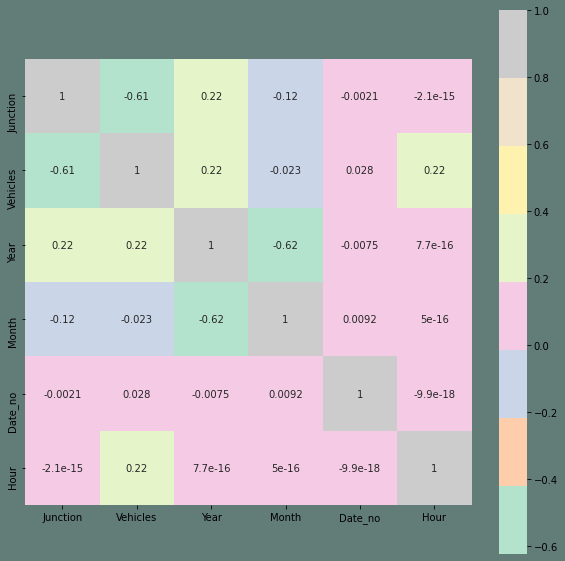 1.0
Junction 1 -0.61 0.22 -0.12 -0.0021 -2.1e-15
0.8
Vehicles -0.61 1 0.22 -0.023 0.028 0.22
0.6
0.4
Year 0.22 0.22 1 -0.62 -0.0075 7.7e-16
0.2
Month -0.12 -0.023 -0.62 1 0.0092 5e-16
0.0
−0.2
Date_no -0.0021 0.028 -0.0075 0.0092 1 -9.9e-18
Hour -2.1e-15 0.22 7.7e-16 5e-16 -9.9e-18 1
−0.4
Junction Vehicles Year Month Date_no Hour
−0.6